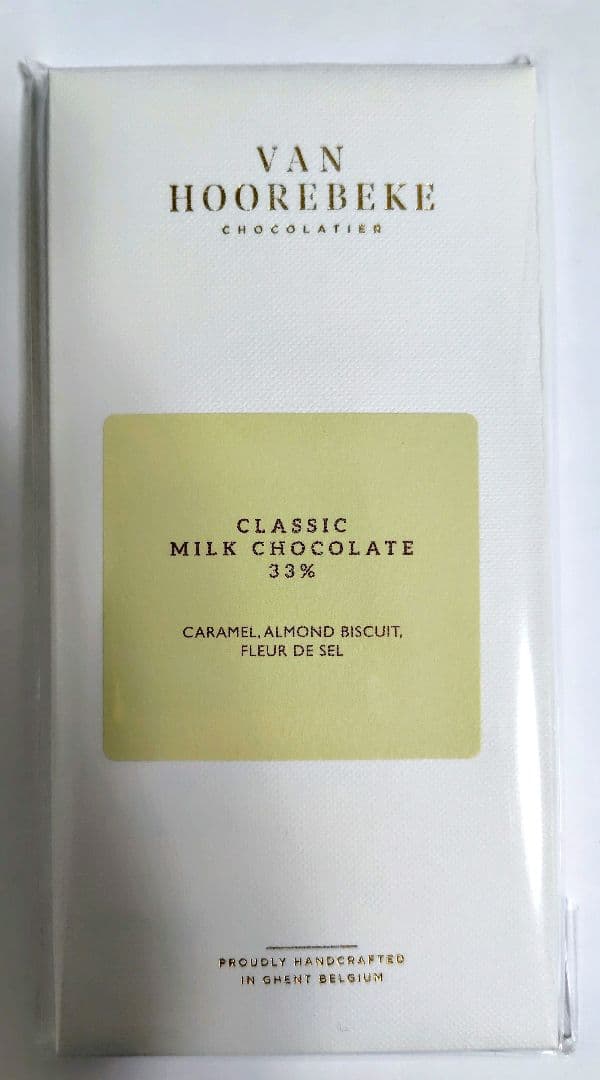 VAN
HOOREBEKE
CHOCOLATIER
CLASSIC
MILK CHOCOLATE
33%
CARAMEL, ALMOND BISCUIT,
FLEUR DE SEL
PROUDLY HANDCRAFTED
IN GHENT BELGIUM